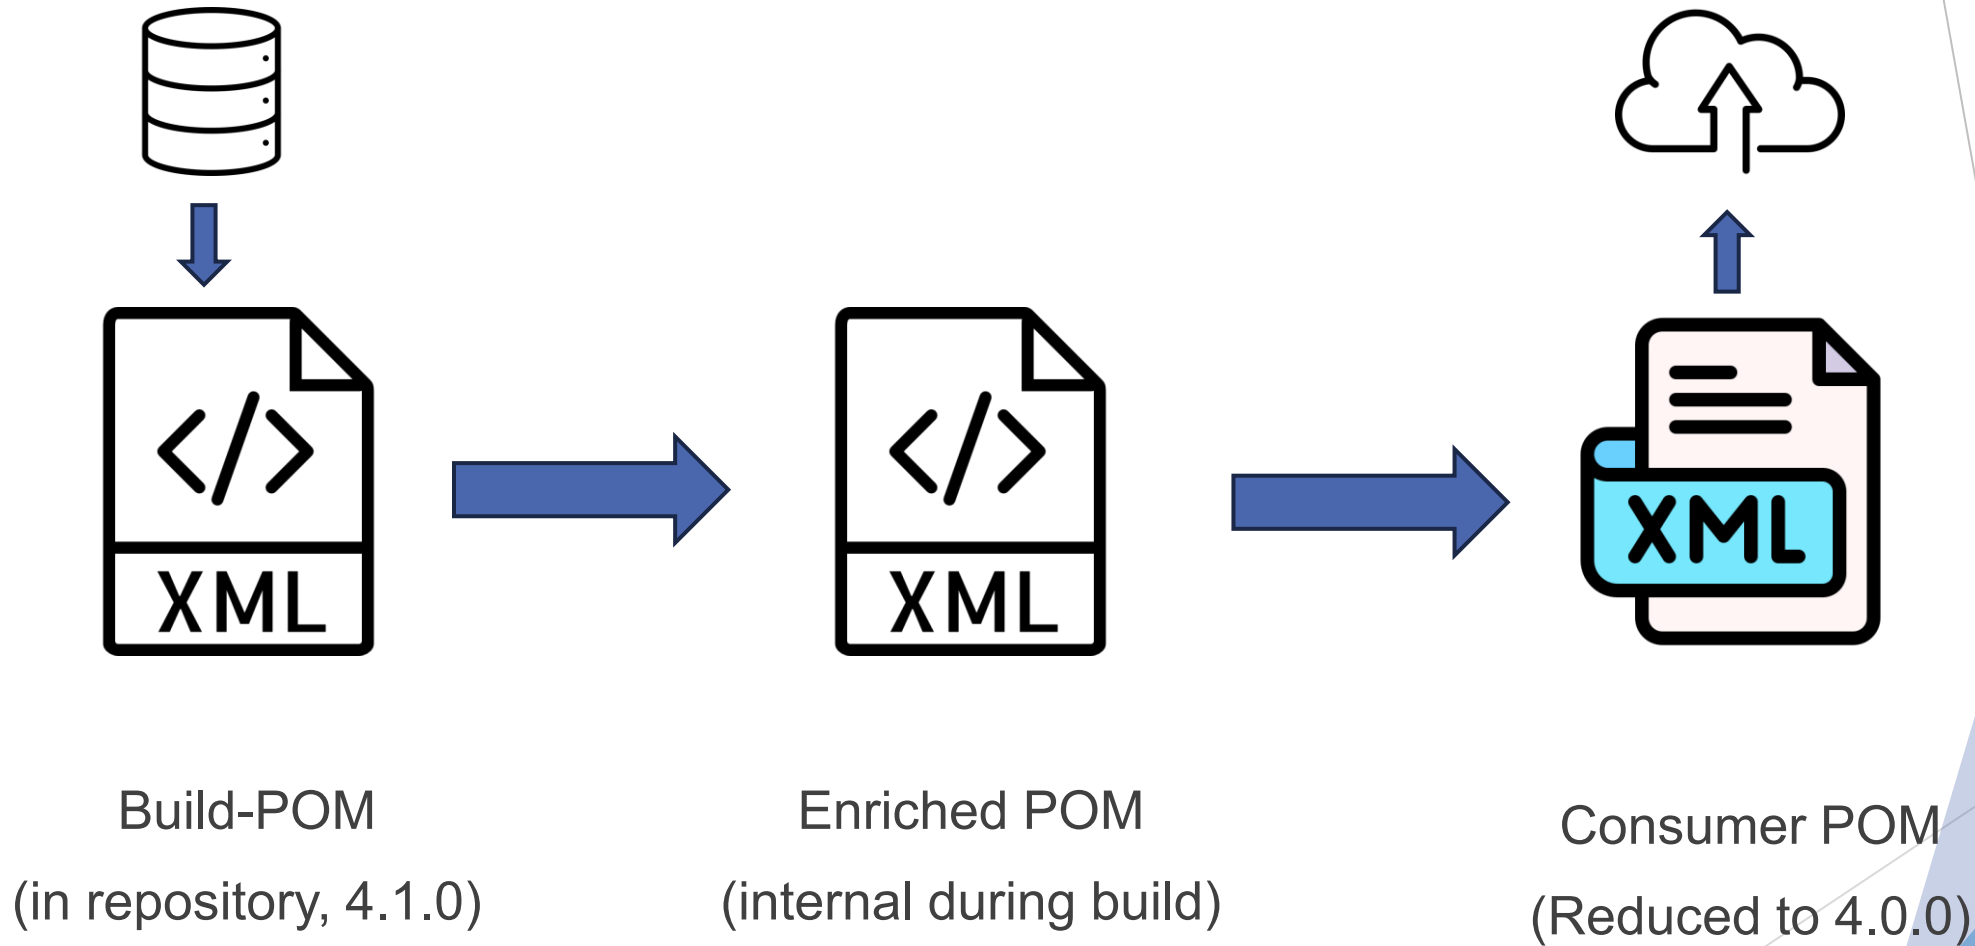 XML
XML
XML
Build-POM
(in repository, 4.1.0)
Enriched POM
(internal during build)
Consumer POM
(Reduced to 4.0.0)